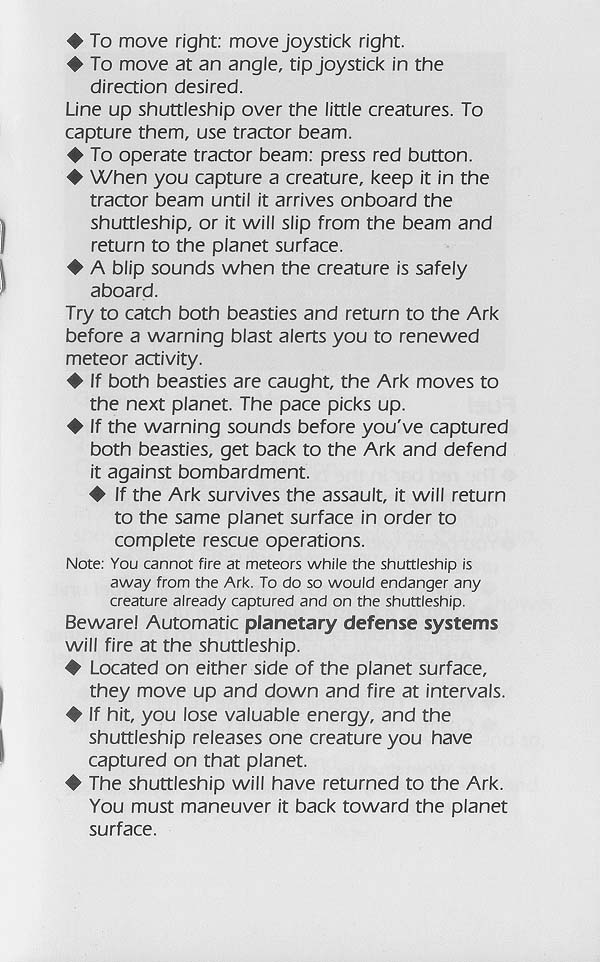 ◆ To move right: move joystick right.
◆ To move at an angle, tip joystick in the
direction desired.
Line up shuttleship over the little creatures. To
capture them, use tractor beam.
◆ To operate tractor beam: press red button.
◆ When you capture a creature, keep it in the
tractor beam until it arrives onboard the
shuttleship, or it will slip from the beam and
return to the planet surface.
◆ A blip sounds when the creature is safely
aboard.
Try to catch both beasties and return to the Ark
before a warning blast alerts you to renewed
meteor activity.
◆ If both beasties are caught, the Ark moves to
the next planet. The pace picks up.
◆ If the warning sounds before you've captured
both beasties, get back to the Ark and defend
it against bombardment.
◆ If the Ark survives the assault, it will return
to the same planet surface in order to
complete rescue operations.
Note: You cannot fire at meteors while the shuttleship is
away from the Ark. To do so would endanger any
creature already captured and on the shuttleship.
Beware! Automatic planetary defense systems
will fire at the shuttleship.
◆ Located on either side of the planet surface,
they move up and down and fire at intervals.
◆ If hit, you lose valuable energy, and the
shuttleship releases one creature you have
captured on that planet.
◆ The shuttleship will have returned to the Ark.
You must maneuver it back toward the planet
surface.